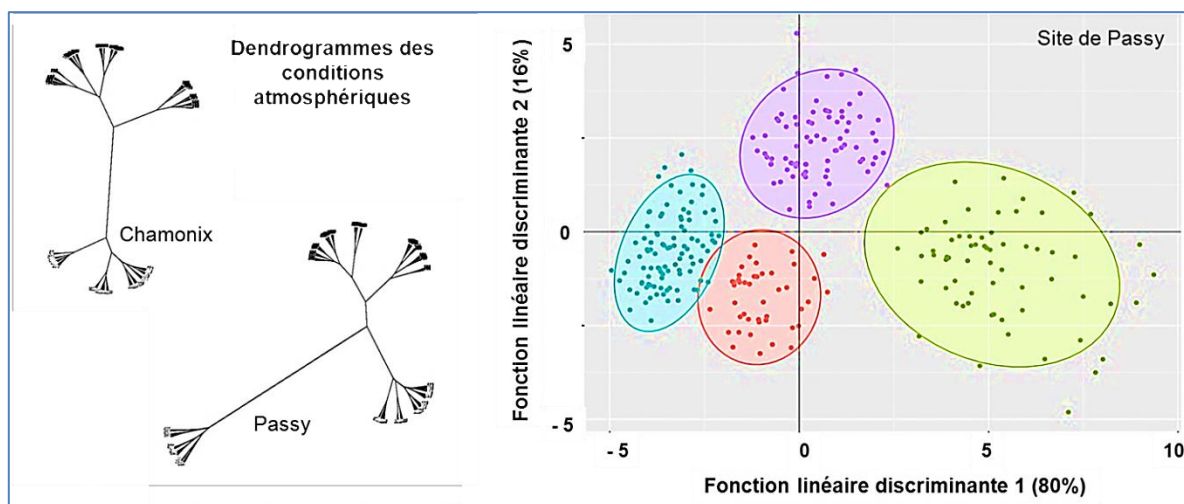 Dendrogrammes des
conditions
atmosphériques
Chamonix
Passy
Site de Passy
Fonction linéaire discriminante 2 (16%)
5
0
- 5
- 5
0
5
10
Fonction linéaire discriminante 1 (80%)